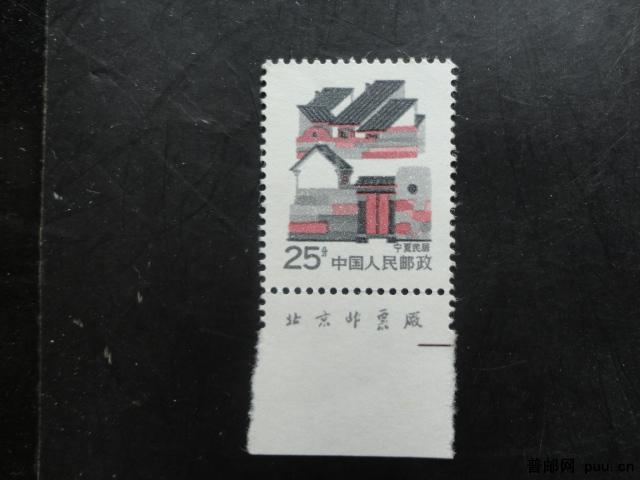 宁夏民居
25分 中国人民邮政
北京邮票厂
普邮网 puu.cn